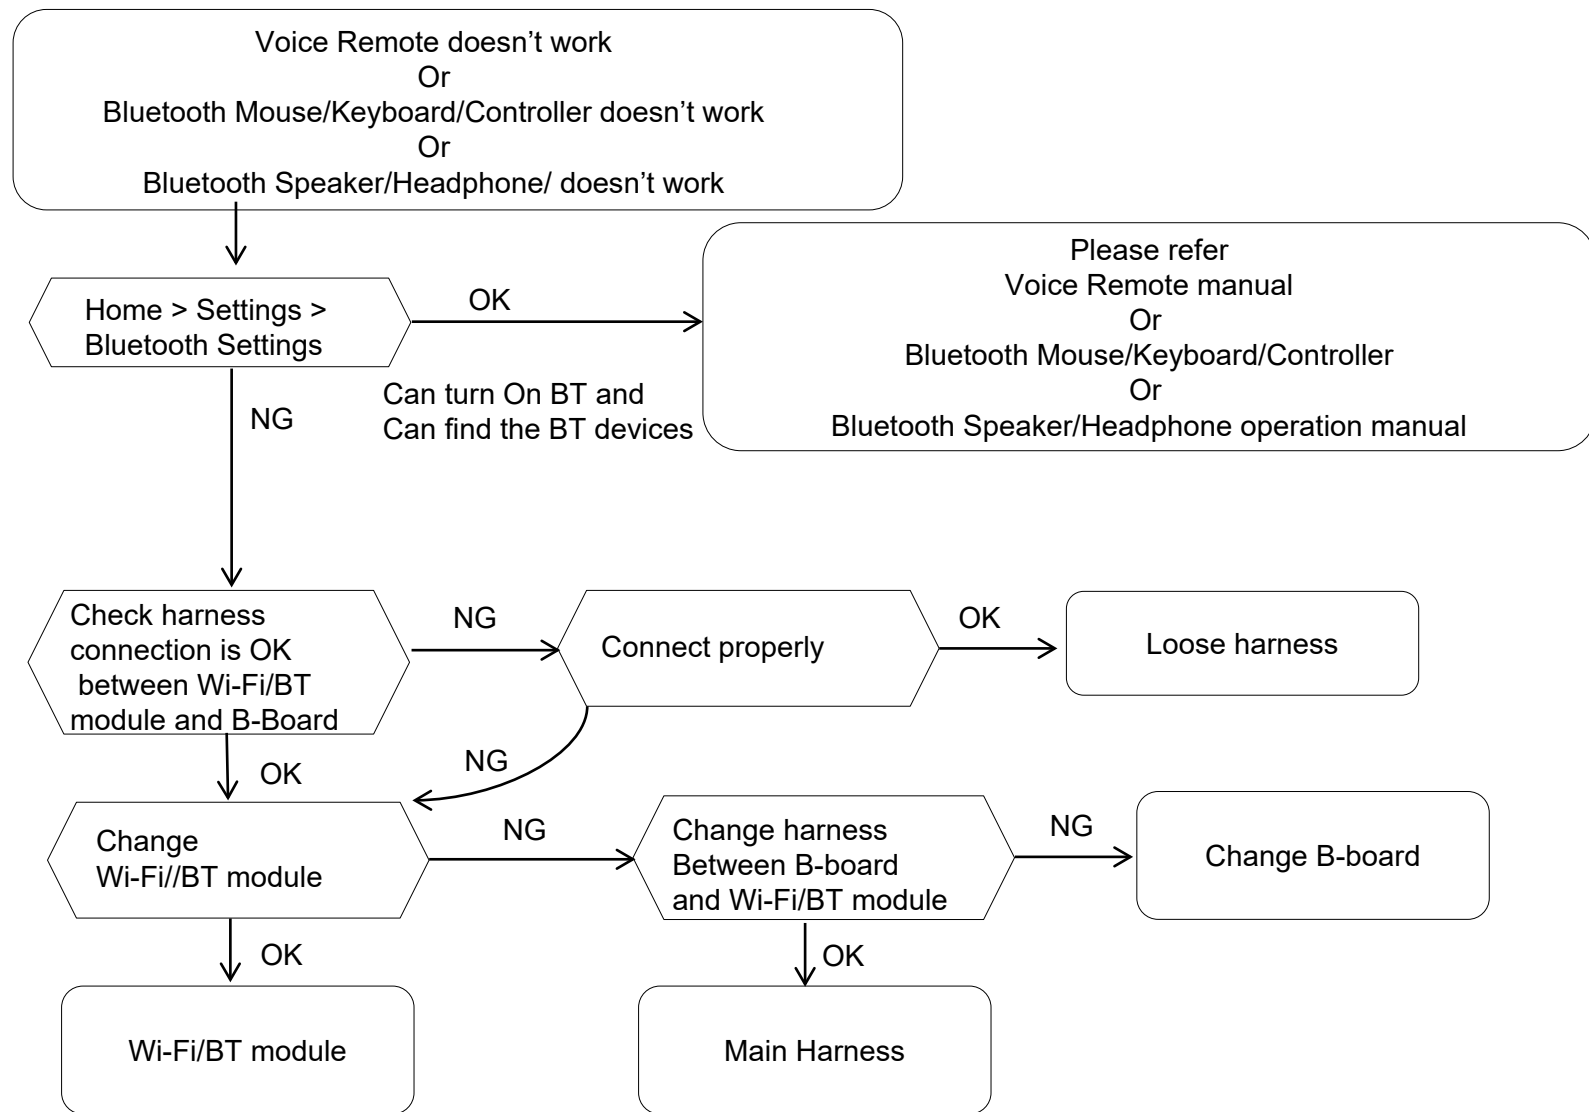 Voice Remote doesn’t work
Or
Bluetooth Mouse/Keyboard/Controller doesn’t work
Or
Bluetooth Speaker/Headphone/ doesn’t work
Home > Settings >
Bluetooth Settings
OK
Can turn On BT and
Can find the BT devices
Please refer
Voice Remote manual
Or
Bluetooth Mouse/Keyboard/Controller
Or
Bluetooth Speaker/Headphone operation manual
NG
Check harness
connection is OK
between Wi-Fi/BT
module and B-Board
NG
Connect properly
OK
Loose harness
OK
NG
Change
Wi-Fi//BT module
NG
Change harness
Between B-board
and Wi-Fi/BT module
NG
Change B-board
OK
OK
Wi-Fi/BT module
Main Harness